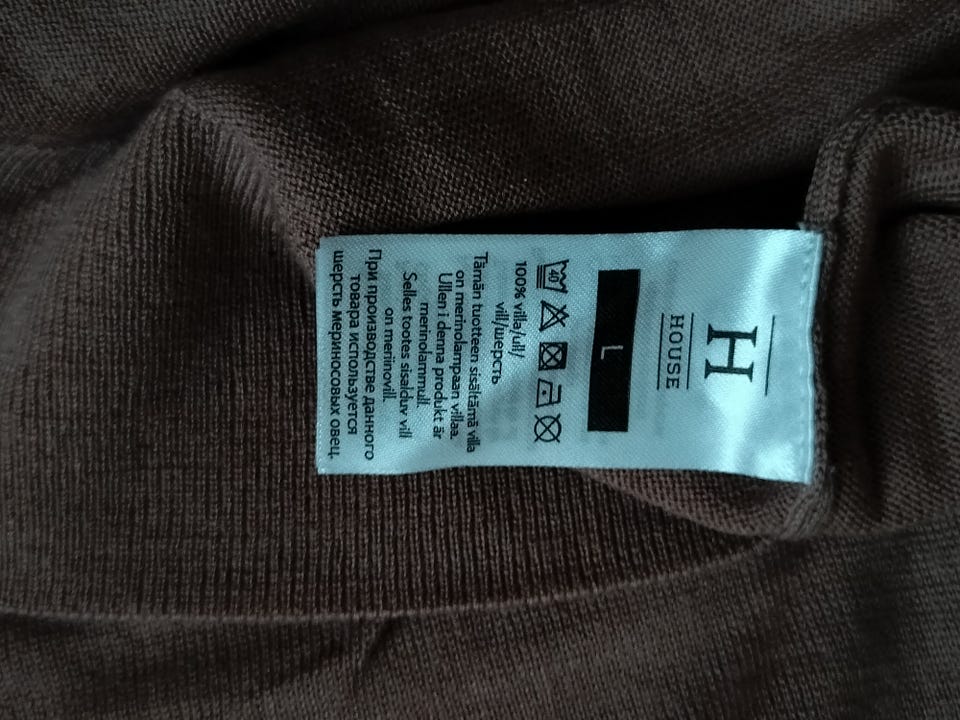 H
HOUSE
L
40
100% villa/ull/
vill/шерсть
Tämän tuotteen sisältämä villa
on merinolampaan villaa.
Ullen i denna produkt är
merinolammull.
Selles tootes sisalduv vill
on meriinovill.
При производстве данного
товара используется
шерсть мериносовых овец.